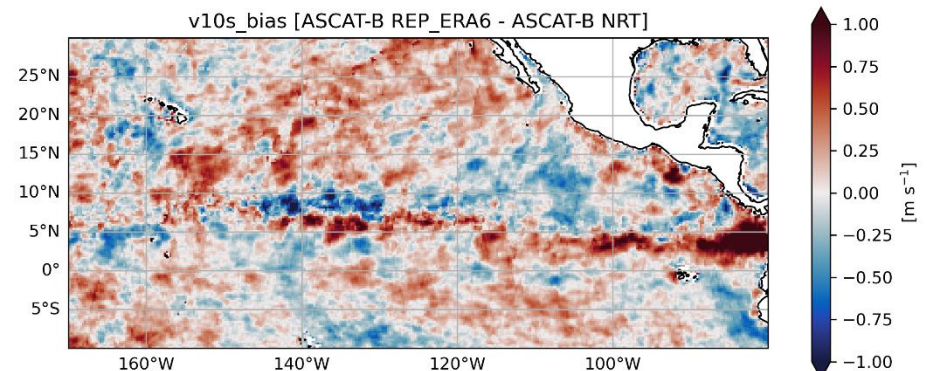 v10s_bias [ASCAT-B REP_ERA6 - ASCAT-B NRT]
25°N
20°N
15°N
10°N
5°N
0°
5°S
160°W 140°W 120°W 100°W
1.00
0.75
0.50
0.25
0.00
−0.25
−0.50
−0.75
−1.00
[m s⁻¹]